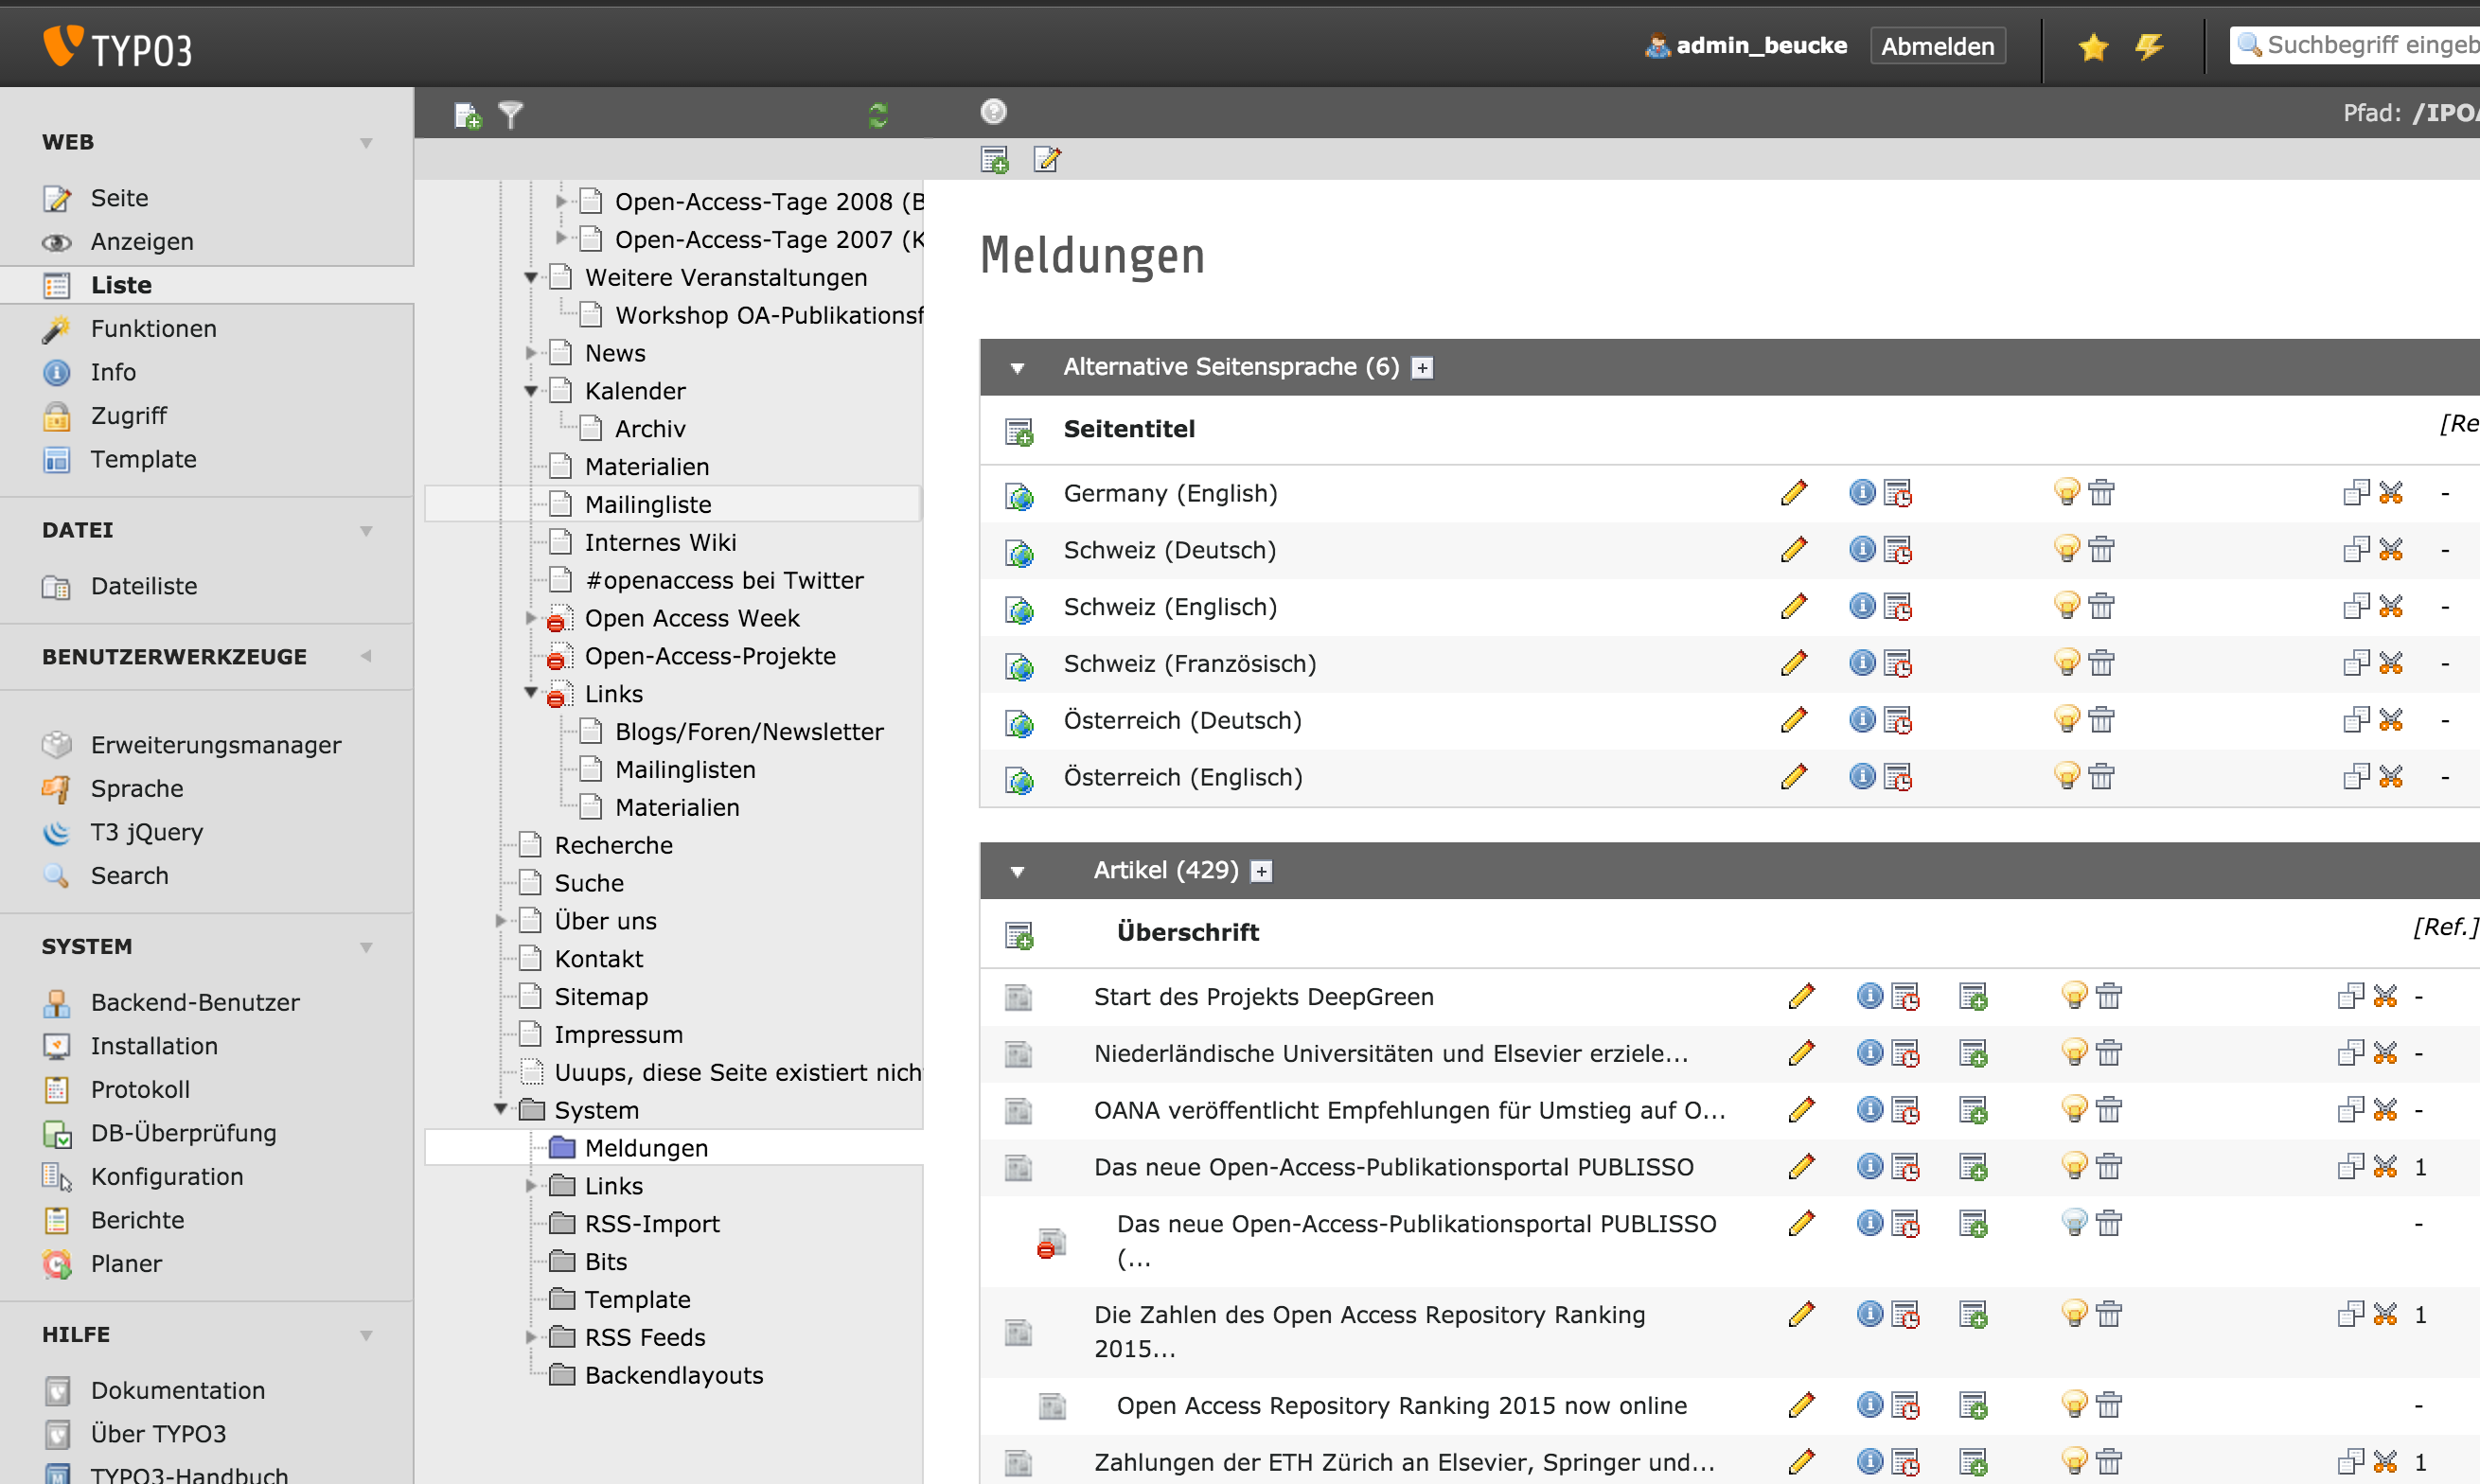 TYPO3
admin_beucke
Abmelden
Suchbegriff eingeb
Pfad: /IPO
WEB
Seite
Anzeigen
Liste
Funktionen
Info
Zugriff
Template
DATEI
Dateiliste
BENUTZERWERKZEUGE
Erweiterungsmanager
Sprache
T3 jQuery
Search
SYSTEM
Backend-Benutzer
Installation
Protokoll
DB-Überprüfung
Konfiguration
Berichte
Planer
HILFE
Dokumentation
Über TYPO3
TYPO3-Handbuch
Open-Access-Tage 2008 (B
Open-Access-Tage 2007 (K
Weitere Veranstaltungen
Workshop OA-Publikationsf
News
Kalender
Archiv
Materialien
Mailingliste
Internes Wiki
#openaccess bei Twitter
Open Access Week
Open-Access-Projekte
Links
Blogs/Foren/Newsletter
Mailinglisten
Materialien
Recherche
Suche
Über uns
Kontakt
Sitemap
Impressum
Uuups, diese Seite existiert nich
System
Meldungen
Links
RSS-Import
Bits
Template
RSS Feeds
Backendlayouts
Meldungen
Alternative Seitensprache (6)
Seitentitel [Re
Germany (English) -
Schweiz (Deutsch) -
Schweiz (Englisch) -
Schweiz (Französisch) -
Österreich (Deutsch) -
Österreich (Englisch) -
Artikel (429)
Überschrift [Ref.]
Start des Projekts DeepGreen -
Niederländische Universitäten und Elsevier erziele... -
OANA veröffentlicht Empfehlungen für Umstieg auf O... -
Das neue Open-Access-Publikationsportal PUBLISSO 1
Das neue Open-Access-Publikationsportal PUBLISSO -
(...
Die Zahlen des Open Access Repository Ranking 1
2015...
Open Access Repository Ranking 2015 now online -
Zahlungen der ETH Zürich an Elsevier, Springer und... 1